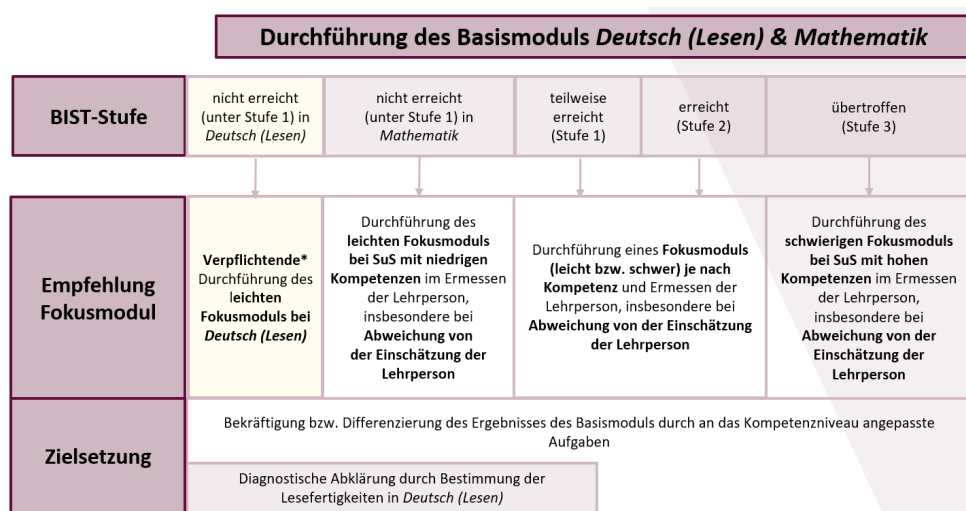 Durchführung des Basismoduls Deutsch (Lesen) & Mathematik
BIST-Stufe
nicht erreicht
(unter Stufe 1) in
Deutsch (Lesen)
nicht erreicht
(unter Stufe 1) in
Mathematik
teilweise
erreicht
(Stufe 1)
erreicht
(Stufe 2)
übertroffen
(Stufe 3)
Empfehlung
Fokusmodul
Verpflichtende*
Durchführung des
leichten
Fokusmoduls bei
Deutsch (Lesen)
Durchführung des
leichten Fokusmoduls
bei SuS mit niedrigen
Kompetenzen im Ermessen
der Lehrperson,
insbesondere bei
Abweichung von
der Einschätzung der
Lehrperson
Durchführung eines Fokusmoduls
(leicht bzw. schwer) je nach
Kompetenz und Ermessen der
Lehrperson, insbesondere bei
Abweichung von der Einschätzung
der Lehrperson
Durchführung des
schwierigen Fokusmoduls
bei SuS mit hohen
Kompetenzen im Ermessen
der Lehrperson,
insbesondere bei
Abweichung von der
Einschätzung der
Lehrperson
Zielsetzung
Bekräftigung bzw. Differenzierung des Ergebnisses des Basismoduls durch an das Kompetenzniveau angepasste
Aufgaben
Diagnostische Abklärung durch Bestimmung der
Lesefertigkeiten in Deutsch (Lesen)